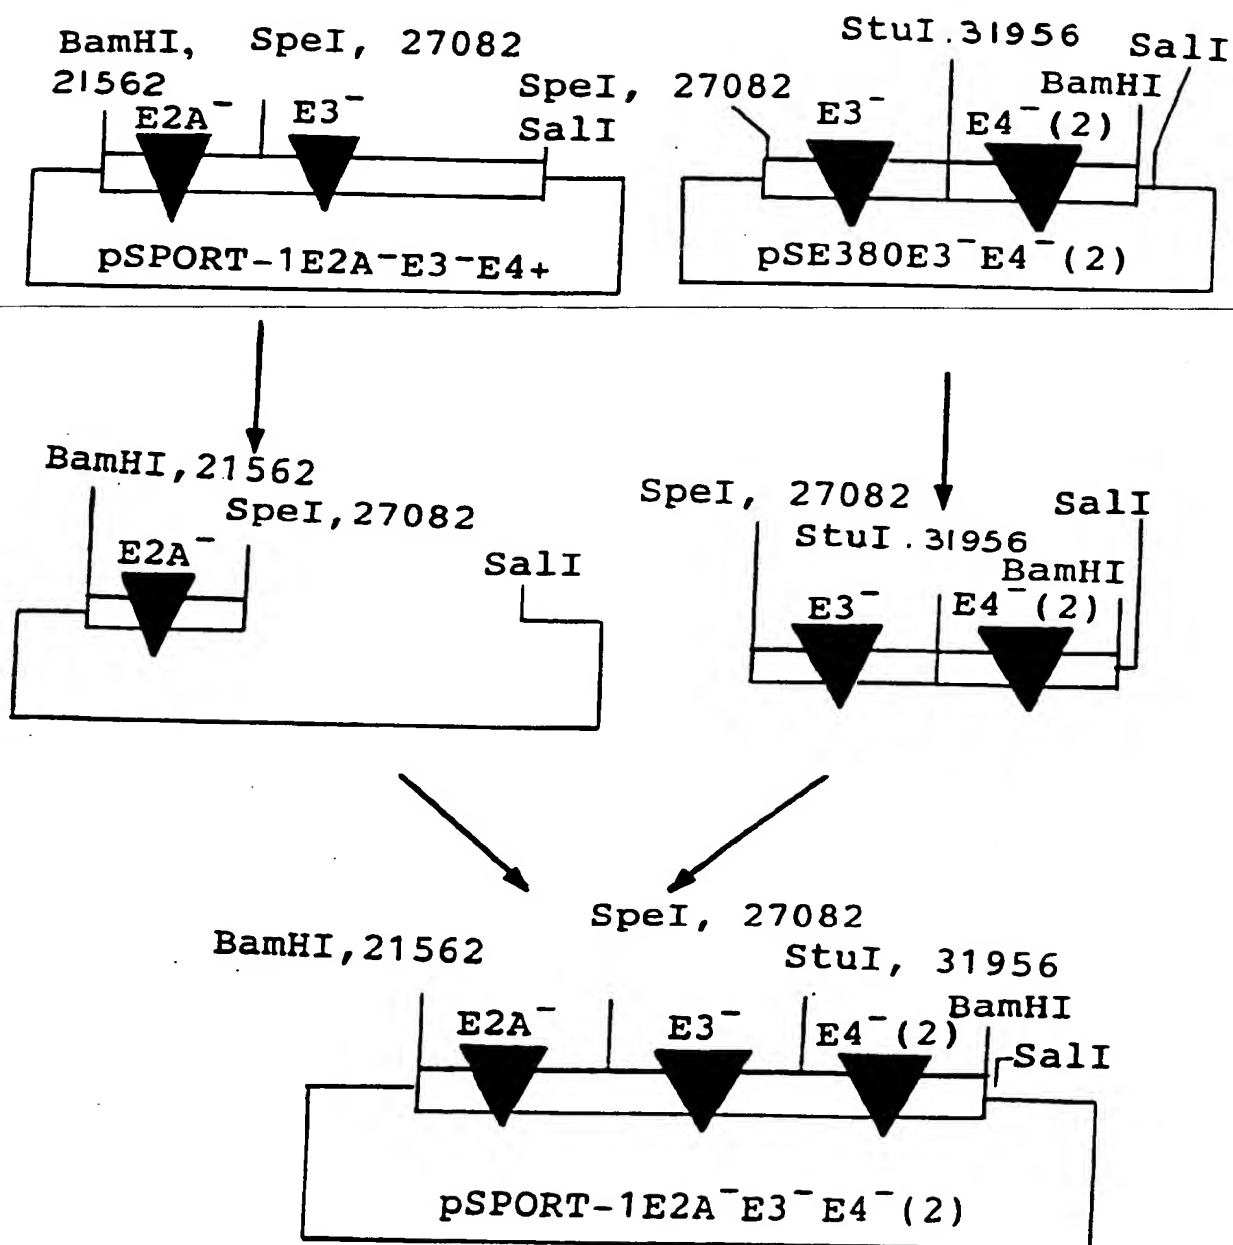 BamHI,
21562
SpeI, 27082
E2A⁻
E3⁻
SpeI,
SalI
pSPORT-1E2A⁻E3⁻E4+
StuI.31956
SalI
27082
BamHI
E3⁻
E4⁻(2)
pSE380E3⁻E4⁻(2)
BamHI,21562
SpeI,27082
E2A⁻
SalI
SpeI, 27082
SalI
StuI.31956
BamHI
E3⁻
E4⁻(2)
SpeI, 27082
BamHI,21562
StuI, 31956
BamHI
E2A⁻
E3⁻
E4⁻(2)
SalI
pSPORT-1E2A⁻E3⁻E4⁻(2)